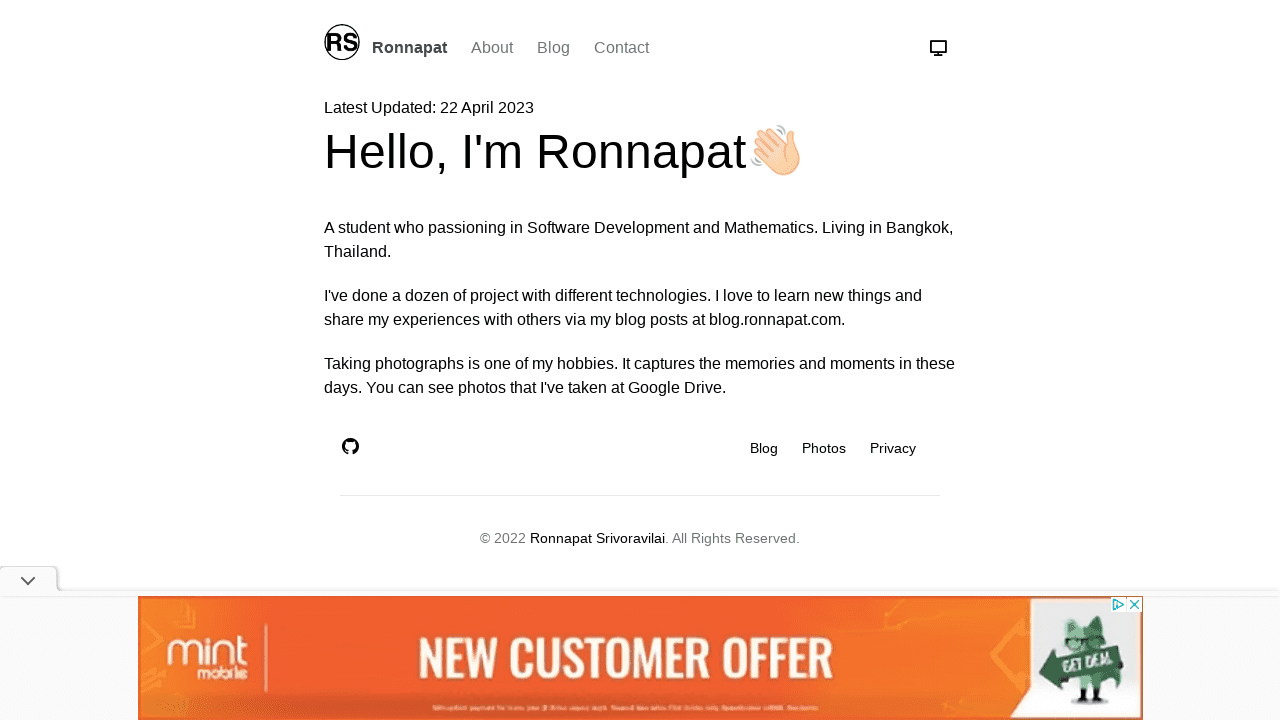 RS
Ronnapat About Blog Contact
Latest Updated: 22 April 2023
Hello, I'm Ronnapat👋🏻
A student who passioning in Software Development and Mathematics. Living in Bangkok,
Thailand.
I've done a dozen of project with different technologies. I love to learn new things and
share my experiences with others via my blog posts at blog.ronnapat.com.
Taking photographs is one of my hobbies. It captures the memories and moments in these
days. You can see photos that I've taken at Google Drive.
Blog Photos Privacy
© 2022 Ronnapat Srivoravilai. All Rights Reserved.
mint
mobile
NEW CUSTOMER OFFER
GET DEAL